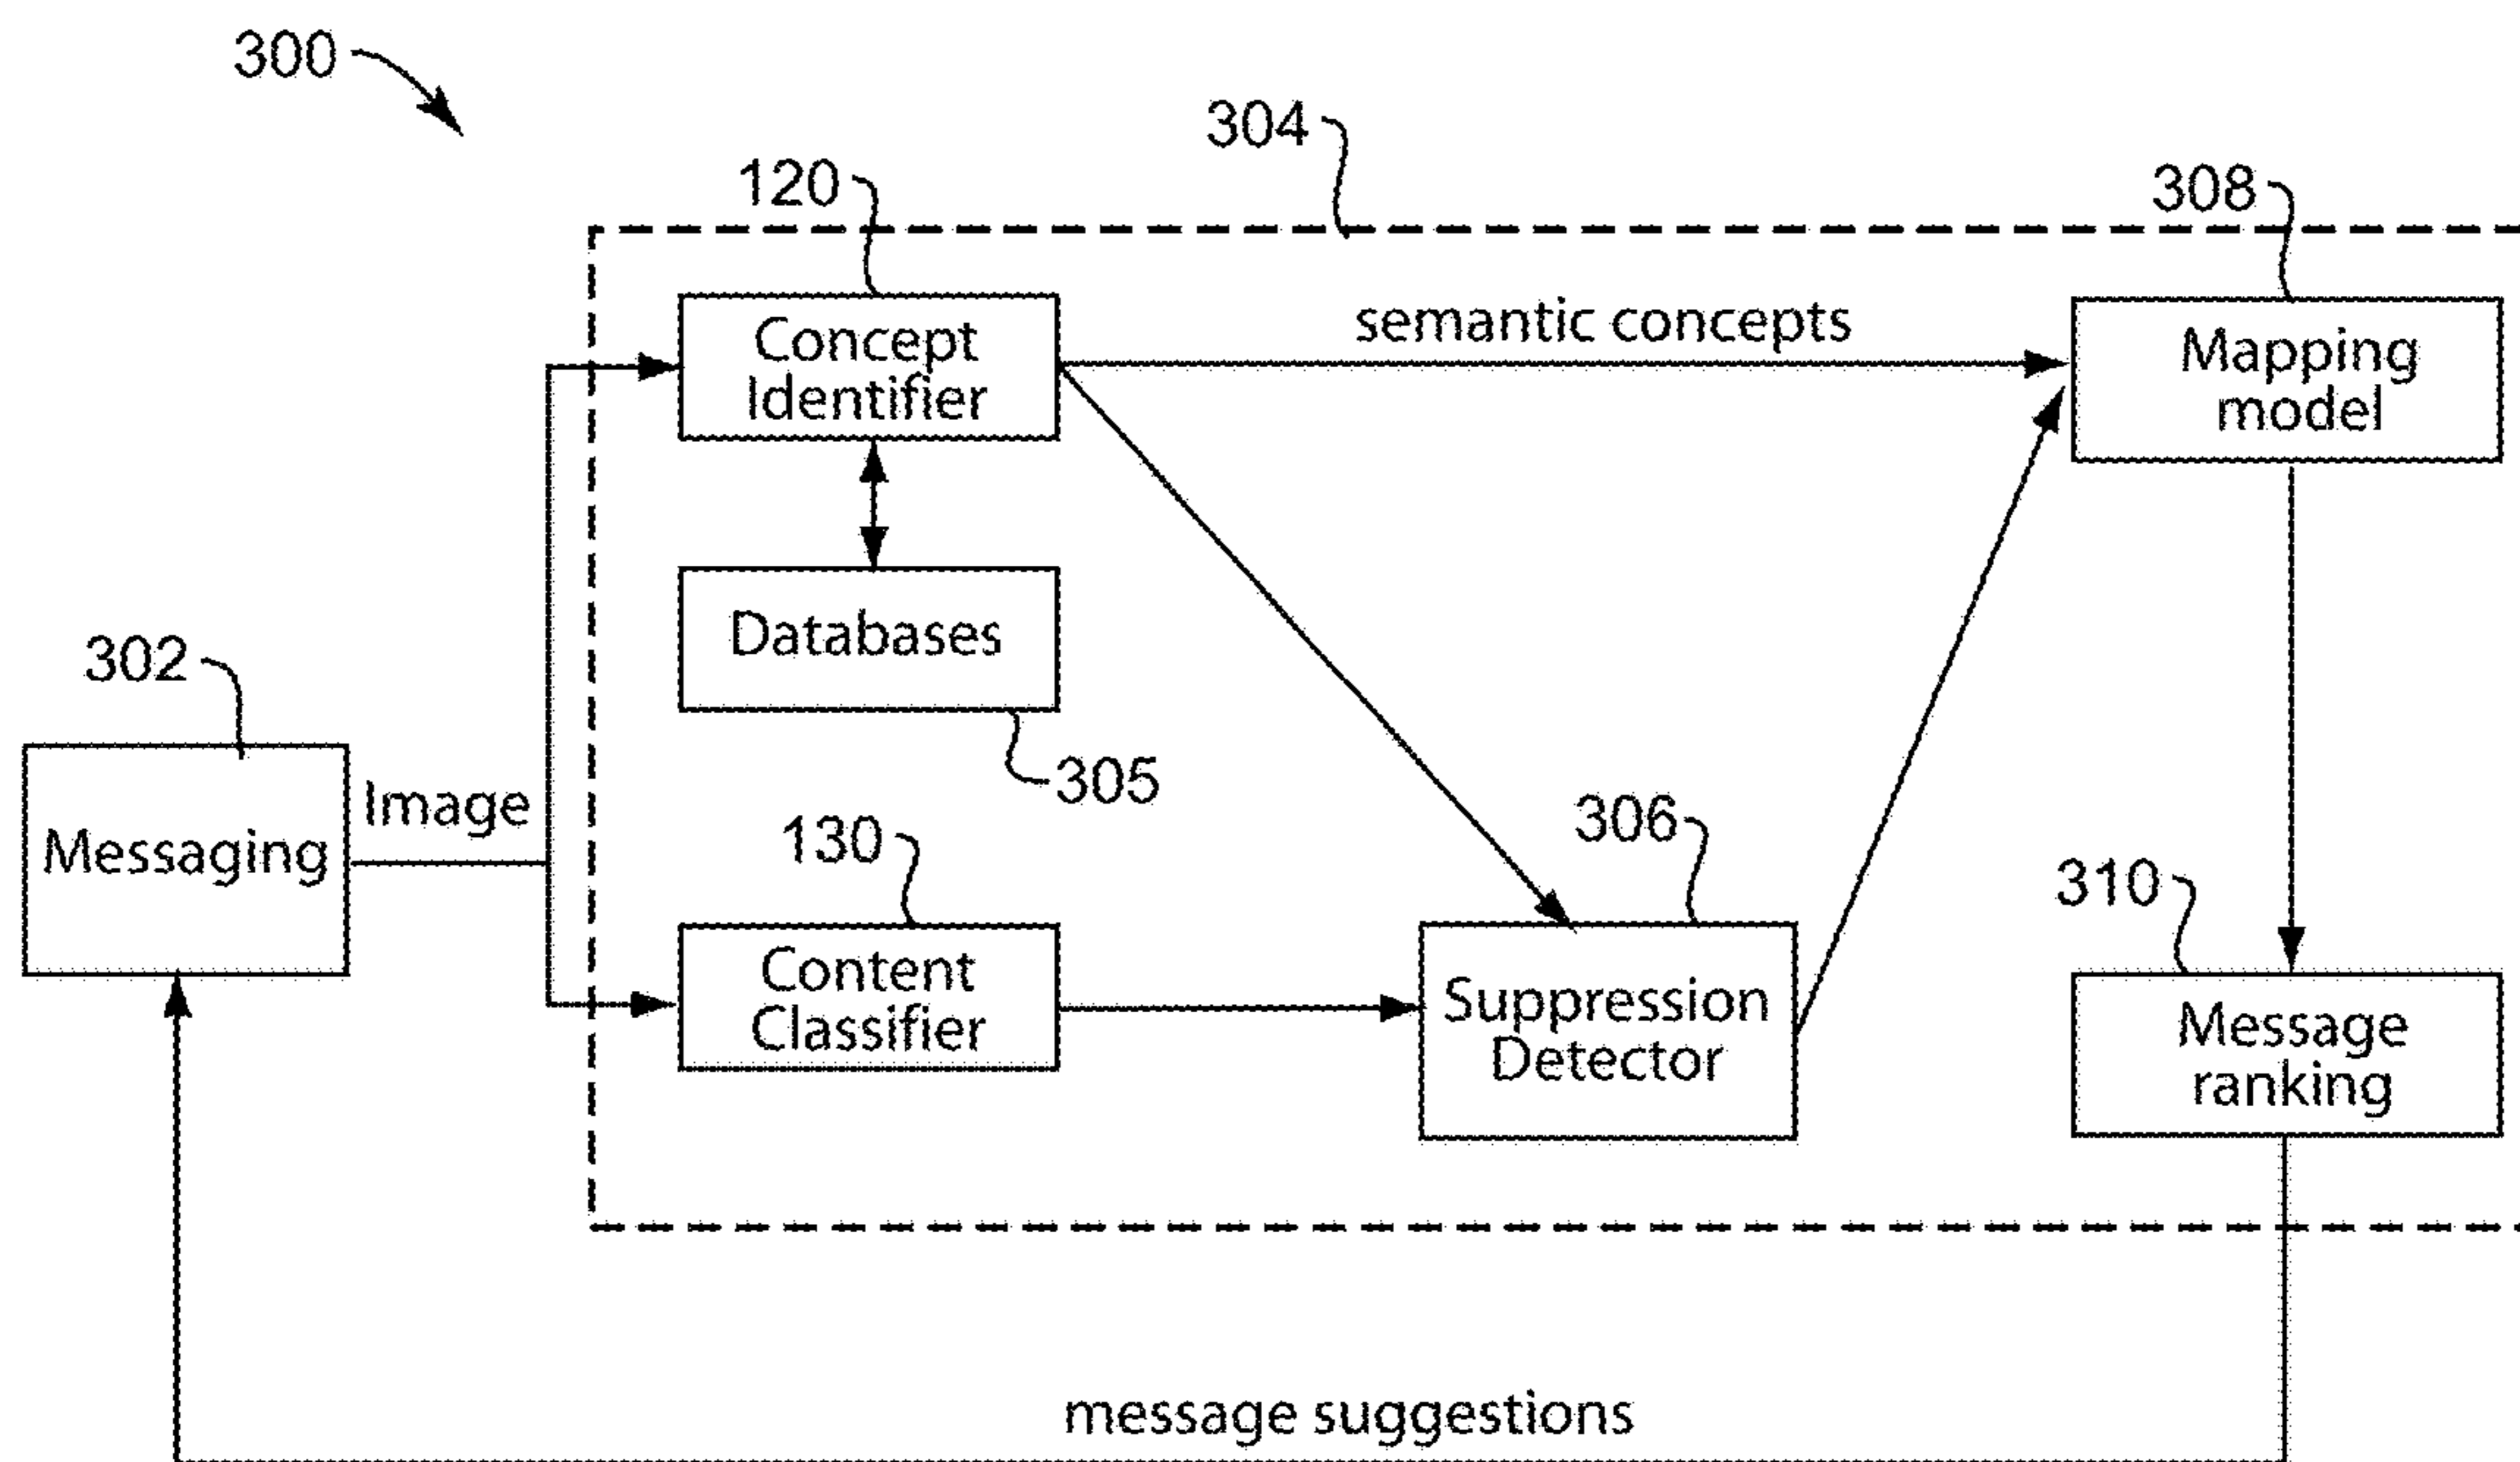 300
304
120
308
Concept
Identifier
semantic concepts
Mapping
model
Databases
302
305
Image
Messaging
130
306
310
Content
Classifier
Suppression
Detector
Message
ranking
message suggestions